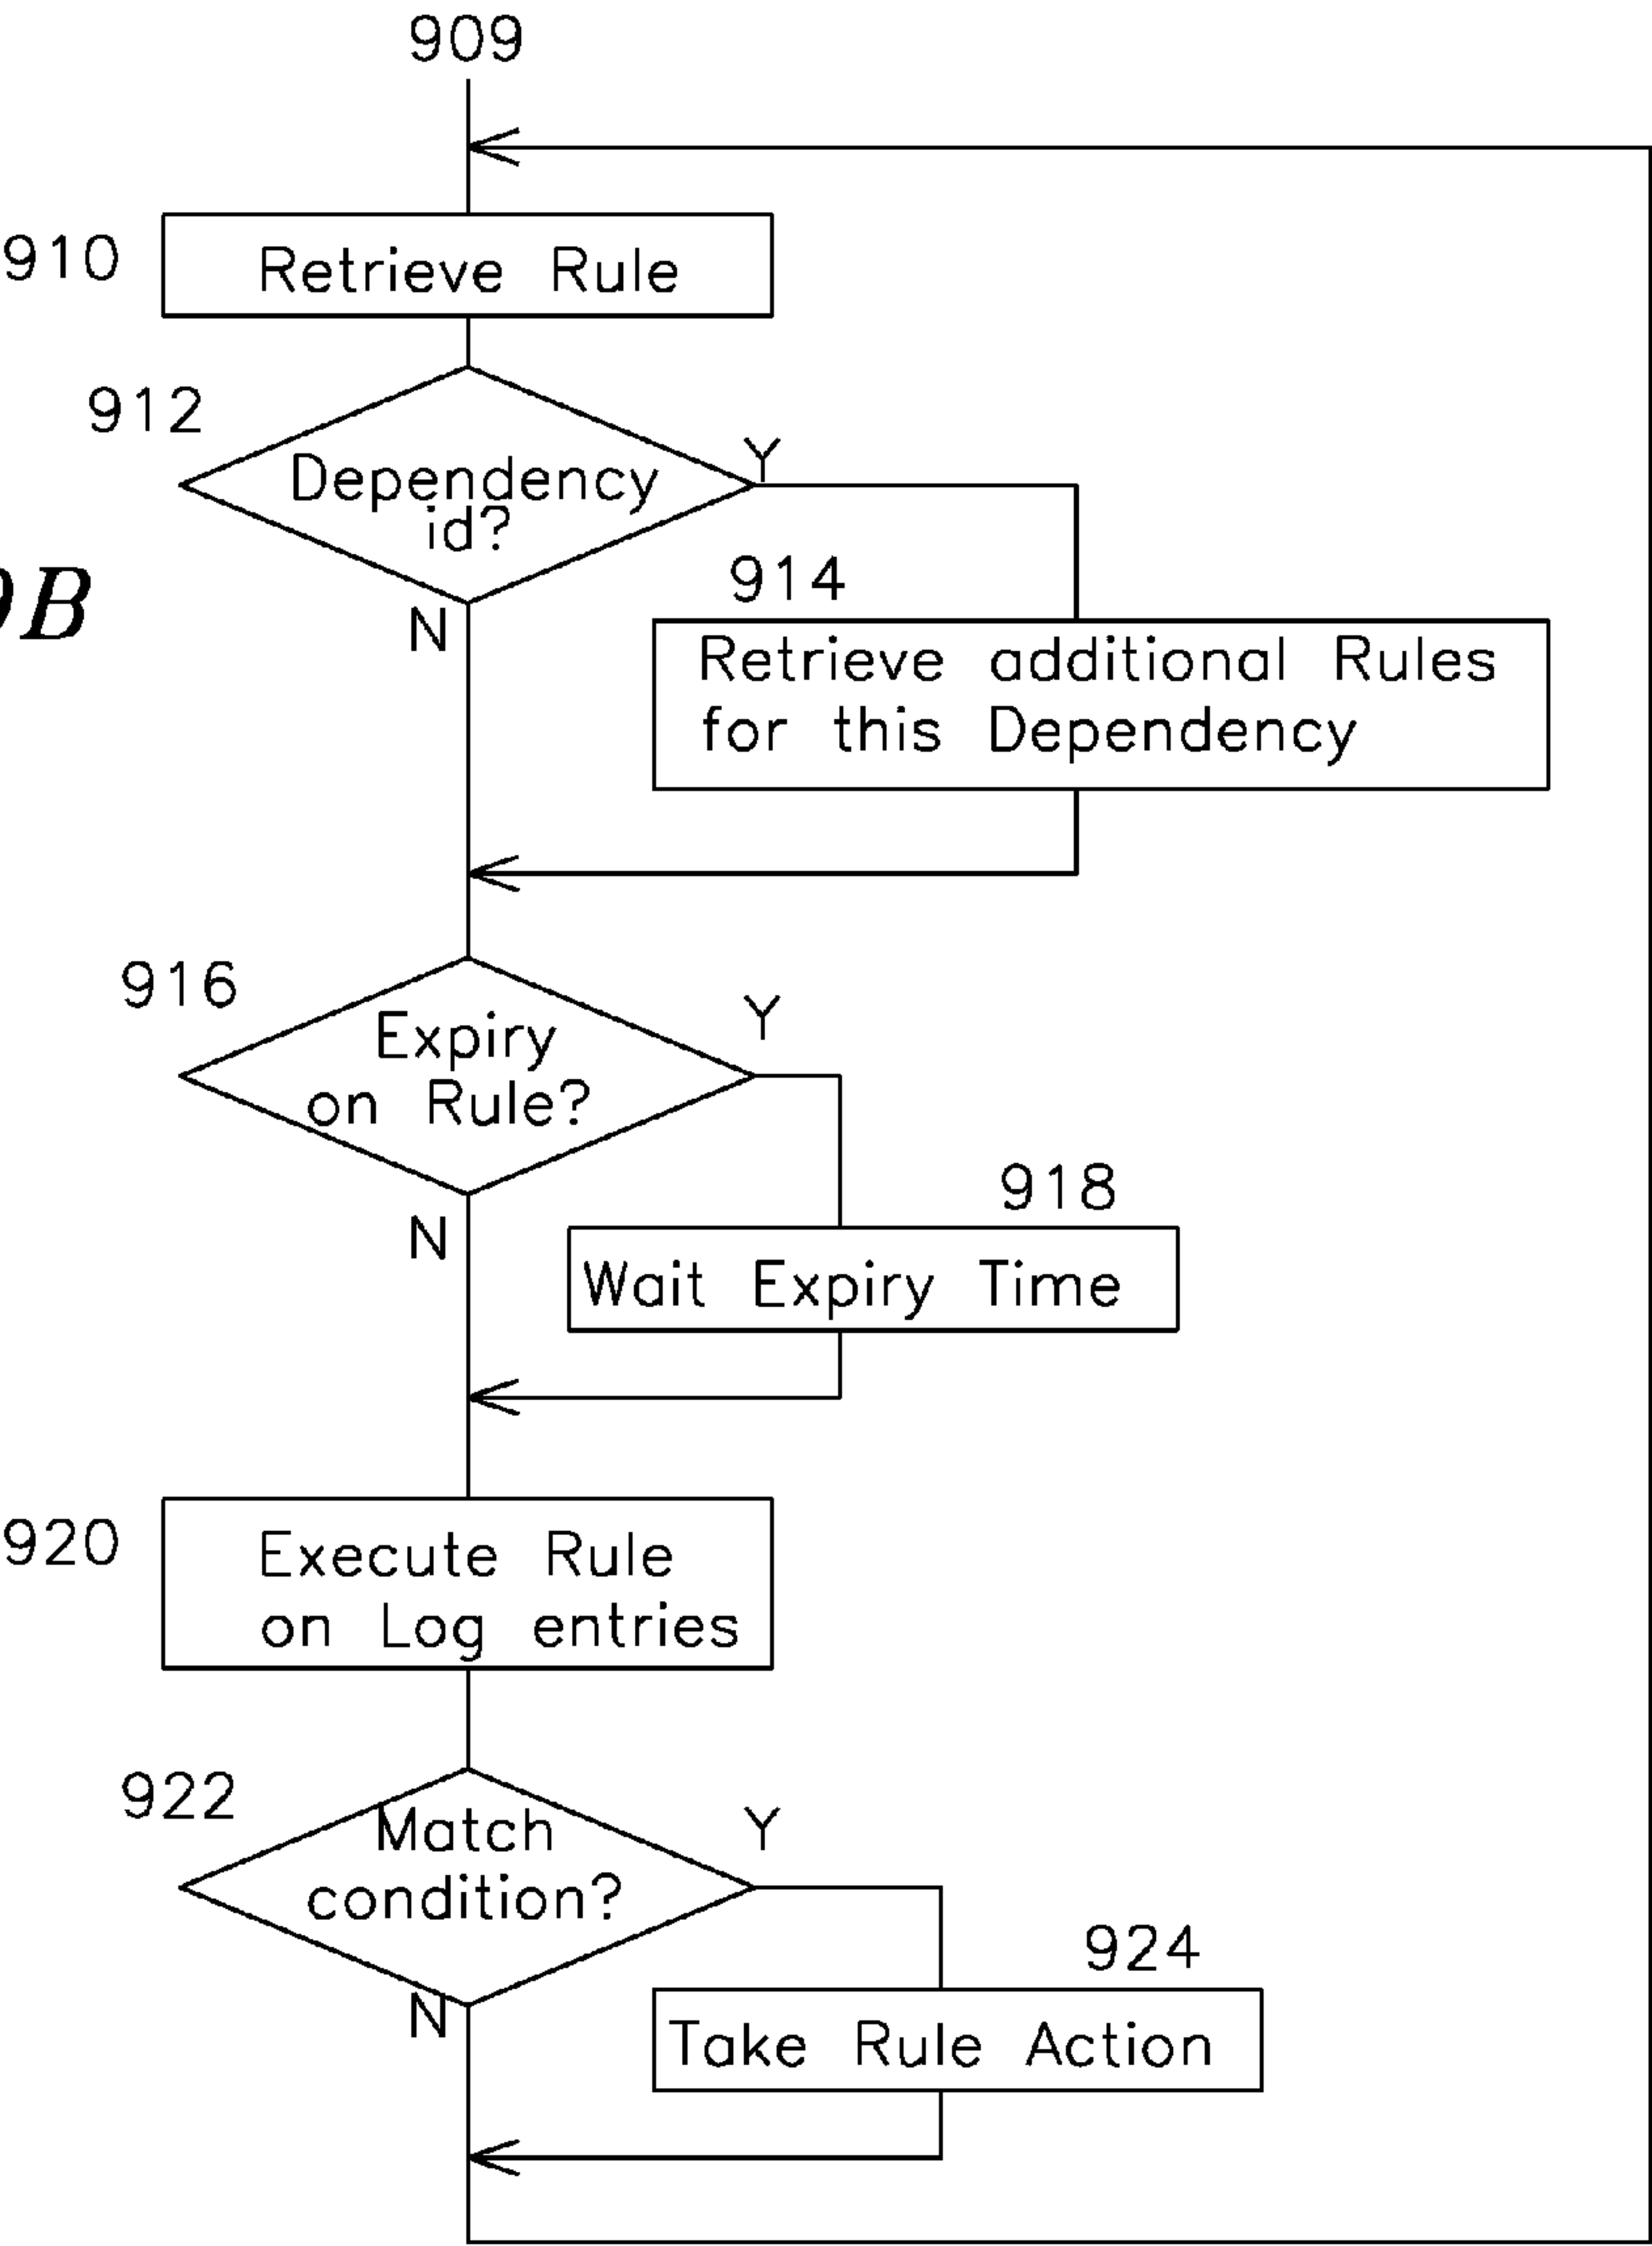 909
910
Retrieve Rule
912
Dependency
id?
Y
N
914
Retrieve additional Rules
for this Dependency
9B
916
Expiry
on Rule?
Y
N
918
Wait Expiry Time
920
Execute Rule
on Log entries
922
Match
condition?
Y
N
924
Take Rule Action